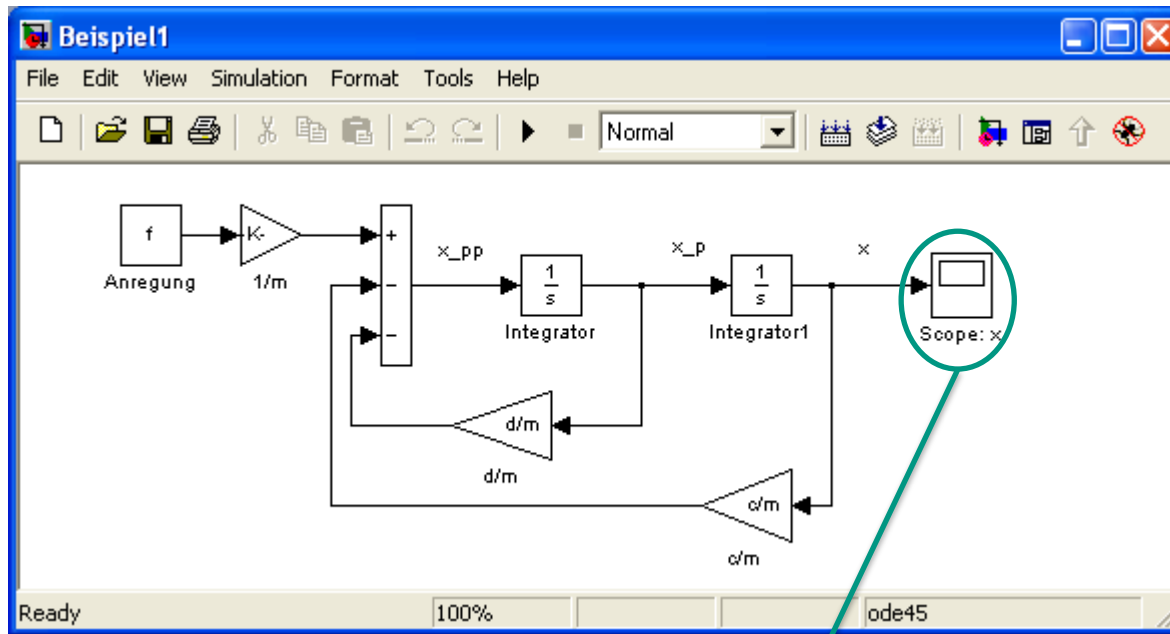 Beispiel1
File Edit View Simulation Format Tools Help
Normal
f
K-
+
x_pp
x_p
x
Anregung
1/m
−
1
s
1
s
−
Integrator
Integrator1
Scope: x
d/m
d/m
c/m
c/m
Ready
100%
ode45